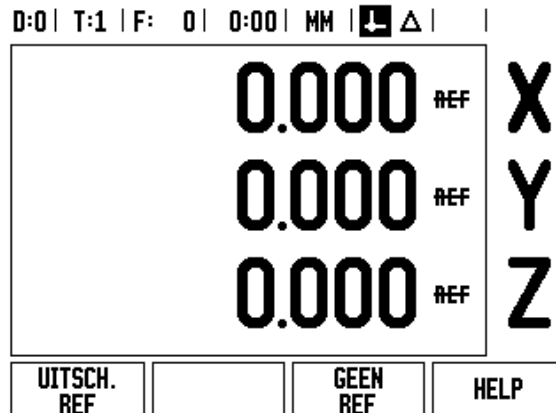 D:0 | T:1 | F: 0 | 0:00 | MM | Δ |
0.000 REF X
0.000 REF Y
0.000 REF Z
UITSCH. REF
GEEN REF
HELP